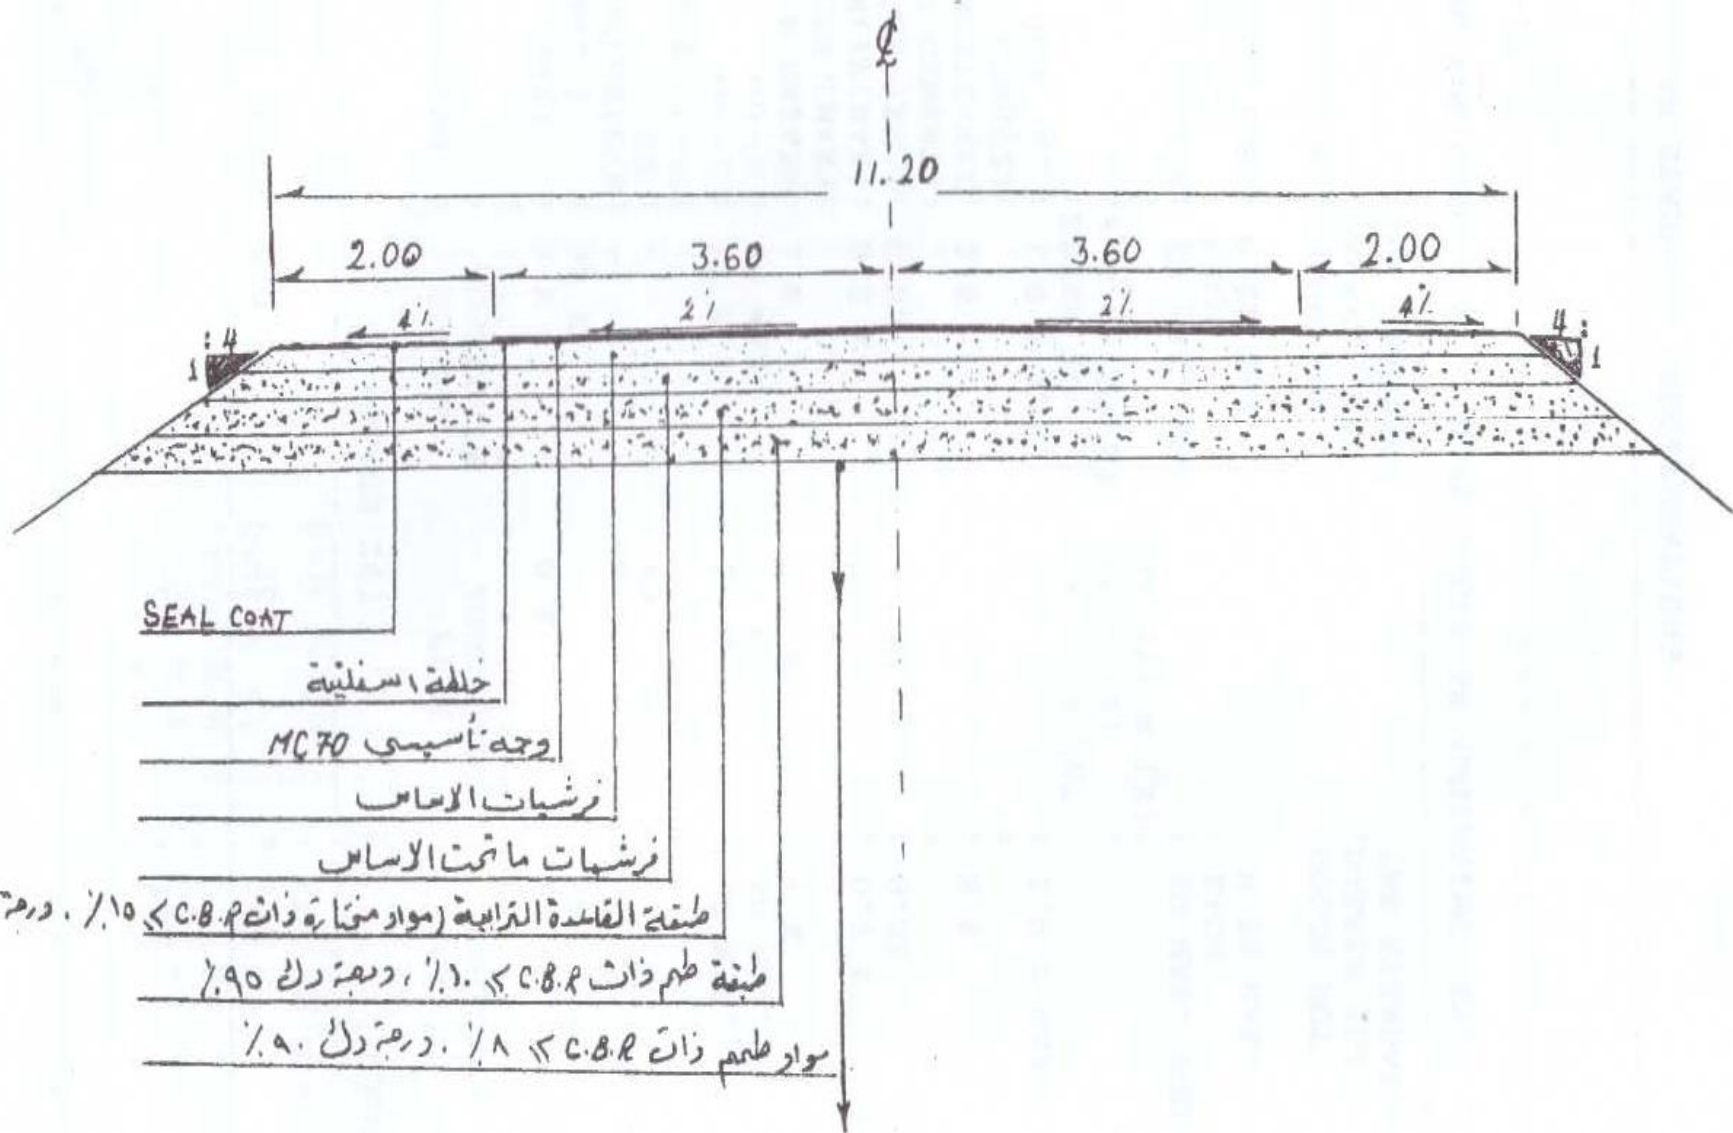 ℄
11.20
2.00 3.60 3.60 2.00
4% 2% 2% 4%
4 4
1 1
SEAL COAT
خلطة اسفلتية
وجه تأسيسي MC70
فرشيات الاساس
فرشيات ما تحت الاساس
طبقة القاعدة الترابية (مواد مختارة ذات C.B.R ≥ ١٥٪ . درجة
طبقة طمم ذات C.B.R ≥ ١٠٪ ، درجة دك ٩٥٪
مواد طمم ذات C.B.R ≥ ٨٪ . درجة دك ٩٠٪